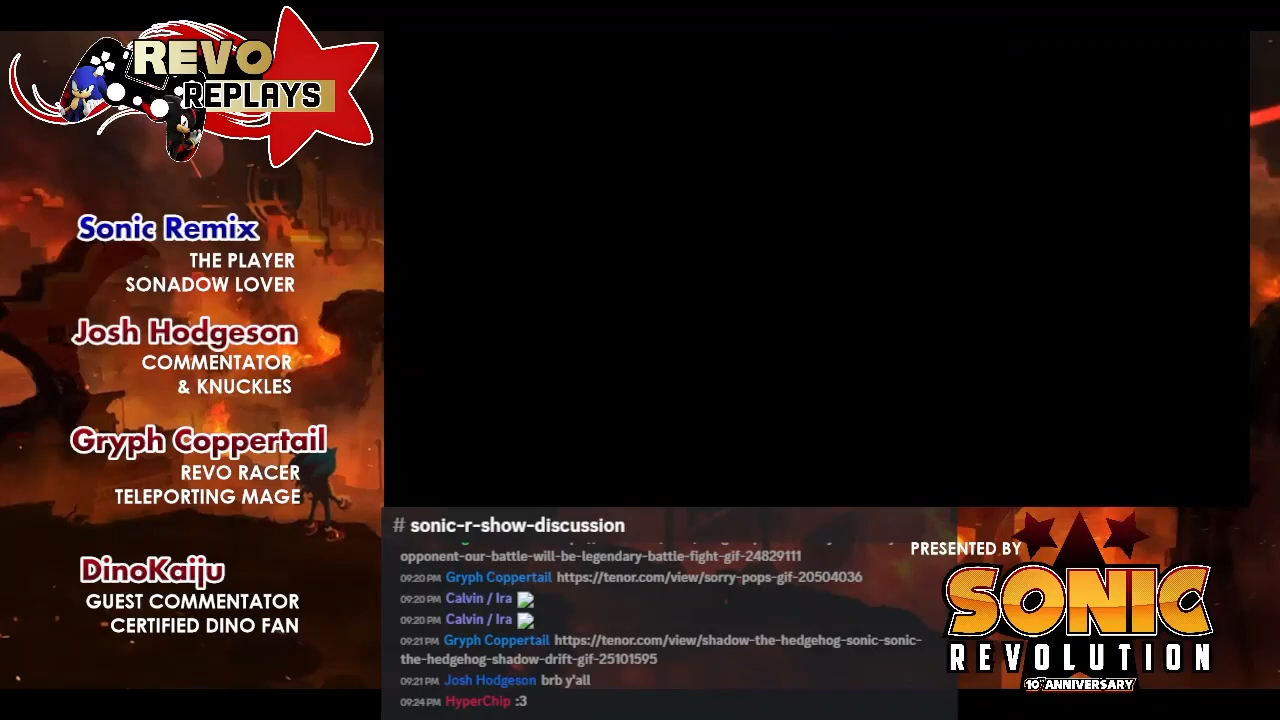 REVO
REPLAYS
Sonic Remix
THE PLAYER
SONADOW LOVER
Josh Hodgeson
COMMENTATOR
& KNUCKLES
Gryph Coppertail
REVO RACER
TELEPORTING MAGE
DinoKaiju
GUEST COMMENTATOR
CERTIFIED DINO FAN
# sonic-r-show-discussion
opponent-our-battle-will-be-legendary-battle-fight-gif-24829111
09:20 PM Gryph Coppertail https://tenor.com/view/sorry-pops-gif-20504036
09:20 PM Calvin / Ira
09:20 PM Calvin / Ira
09:21 PM Gryph Coppertail https://tenor.com/view/shadow-the-hedgehog-sonic-sonic-
the-hedgehog-shadow-drift-gif-25101595
09:21 PM Josh Hodgeson brb y'all
09:24 PM HyperChip :3
PRESENTED BY
SONIC
REVOLUTION
10TH ANNIVERSARY